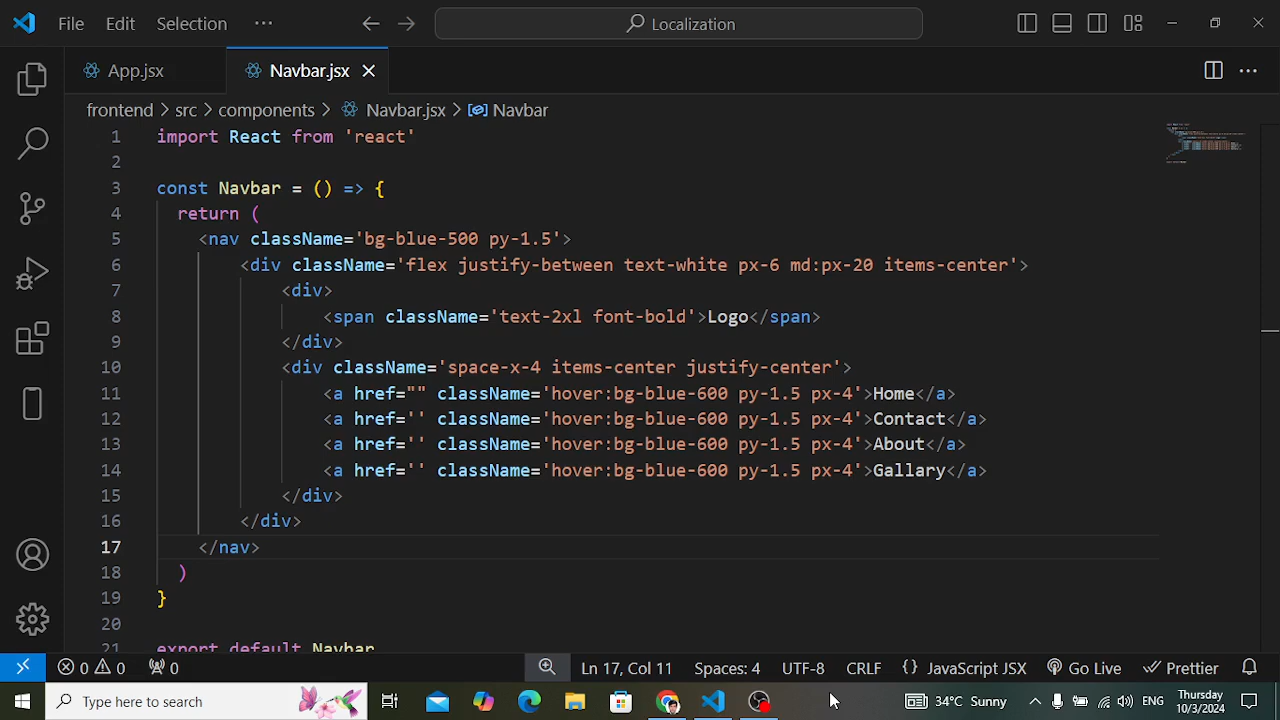 File Edit Selection ··· Localization
App.jsx Navbar.jsx
frontend > src > components > Navbar.jsx > Navbar
1 import React from 'react'
2
3 const Navbar = () => {
4 return (
5 <nav className='bg-blue-500 py-1.5'>
6 <div className='flex justify-between text-white px-6 md:px-20 items-center'>
7 <div>
8 <span className='text-2xl font-bold'>Logo</span>
9 </div>
10 <div className='space-x-4 items-center justify-center'>
11 <a href="" className='hover:bg-blue-600 py-1.5 px-4'>Home</a>
12 <a href='' className='hover:bg-blue-600 py-1.5 px-4'>Contact</a>
13 <a href='' className='hover:bg-blue-600 py-1.5 px-4'>About</a>
14 <a href='' className='hover:bg-blue-600 py-1.5 px-4'>Gallary</a>
15 </div>
16 </div>
17 </nav>
18 )
19 }
20
21 export default Navbar
0 0 0 Ln 17, Col 11 Spaces: 4 UTF-8 CRLF {} JavaScript JSX Go Live Prettier
Type here to search 34°C Sunny ENG Thursday
10/3/2024